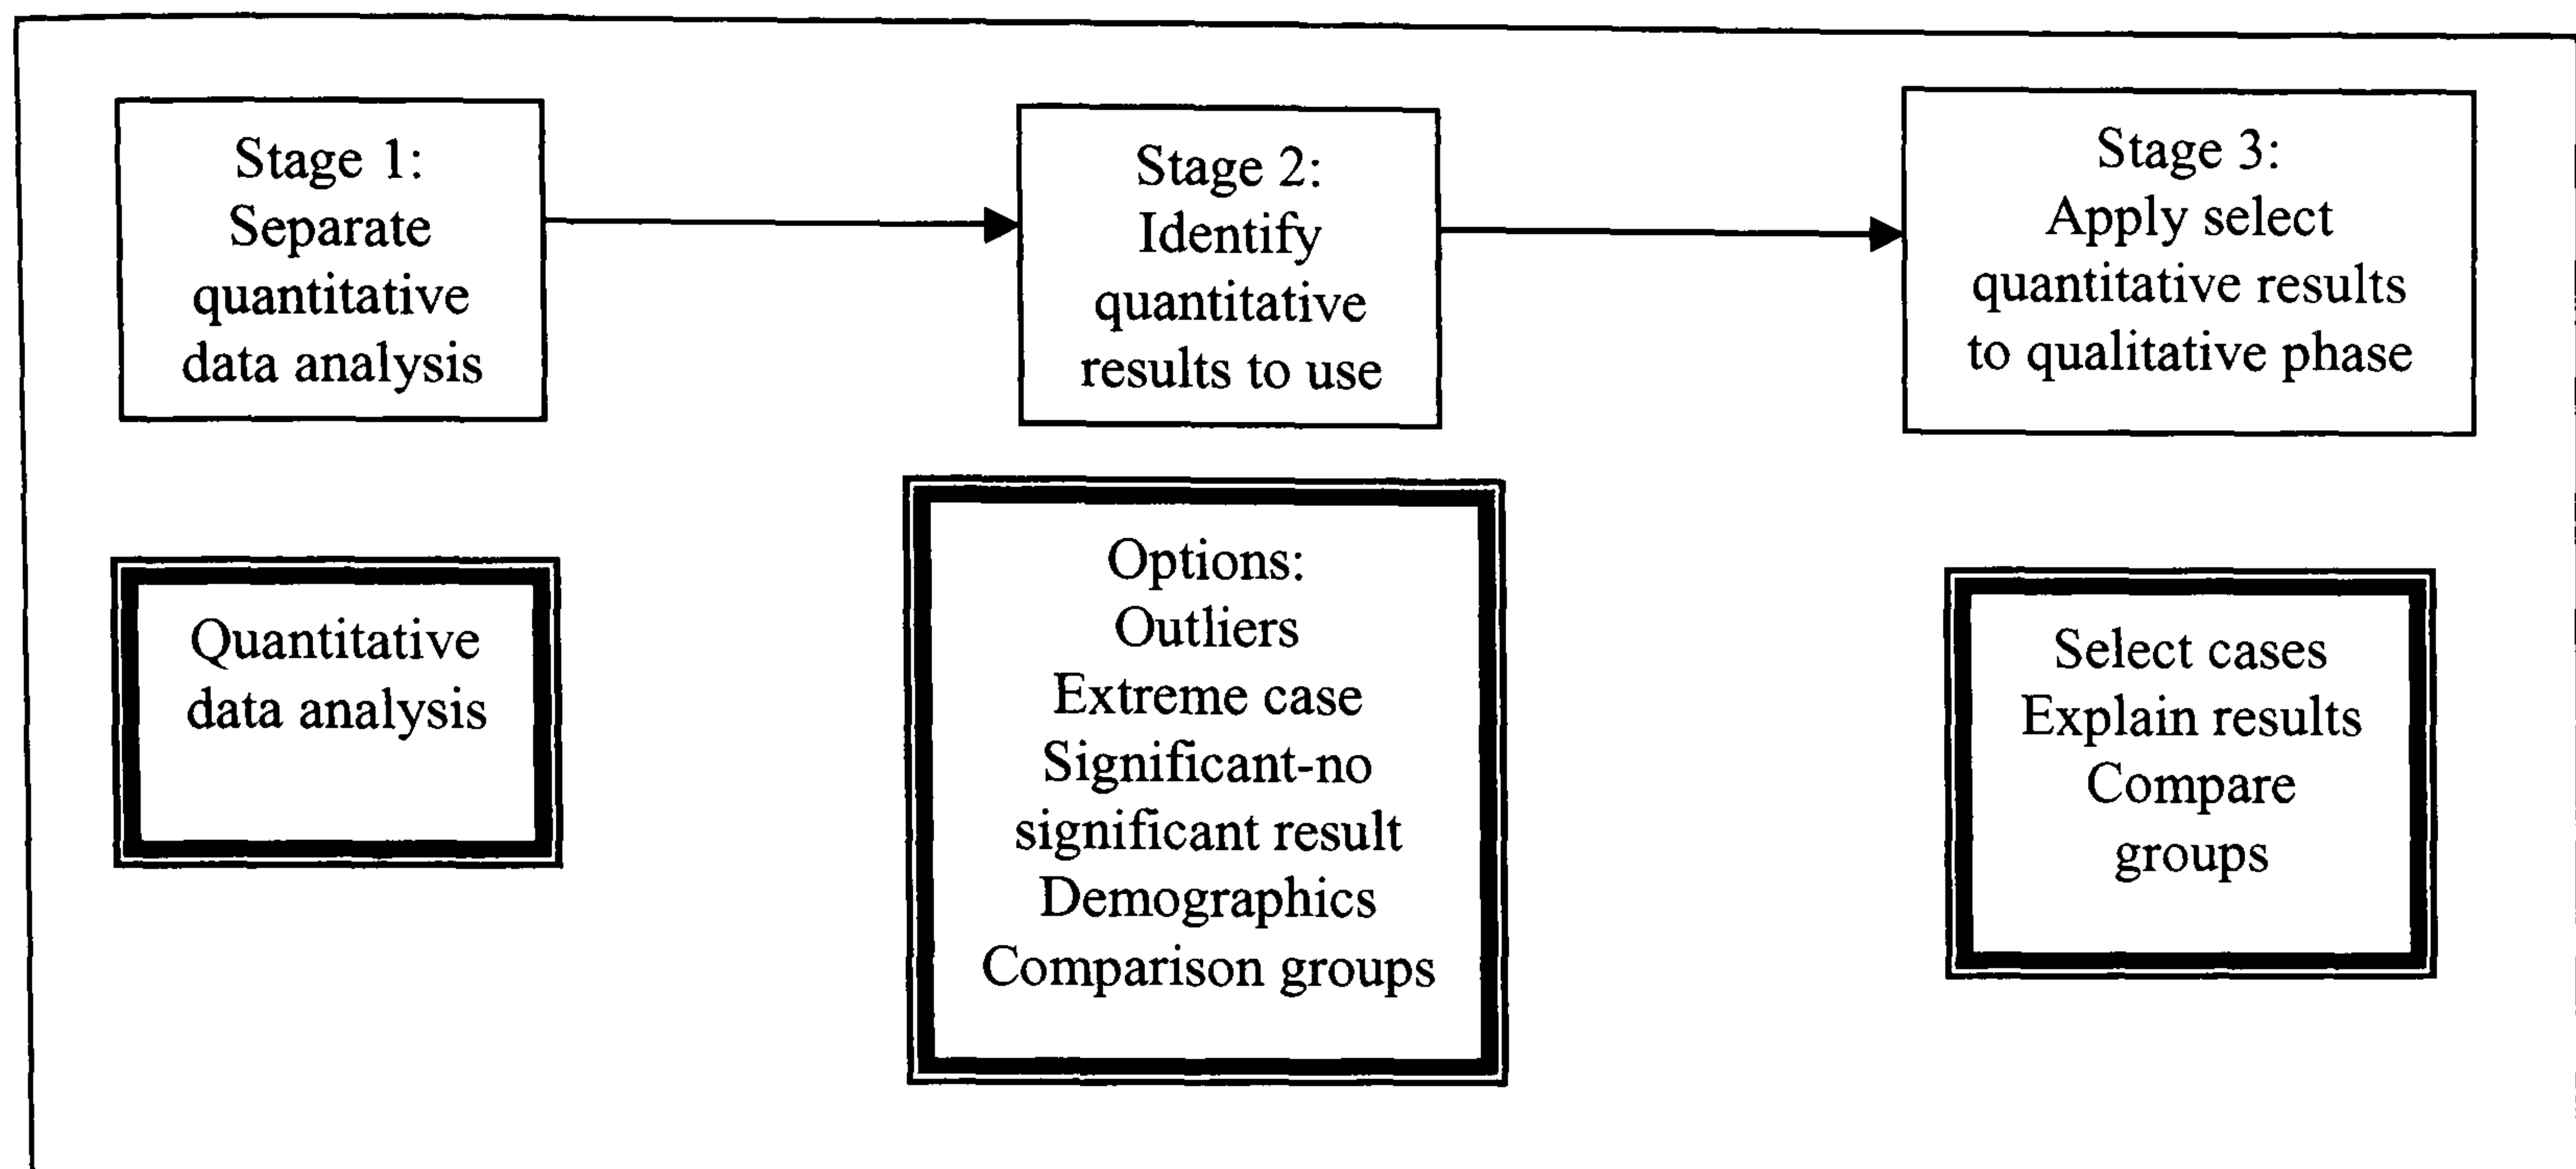 Stage 1:
Separate
quantitative
data analysis
Stage 2:
Identify
quantitative
results to use
Stage 3:
Apply select
quantitative results
to qualitative phase
Quantitative
data analysis
Options:
Outliers
Extreme case
Significant-no
significant result
Demographics
Comparison groups
Select cases
Explain results
Compare
groups